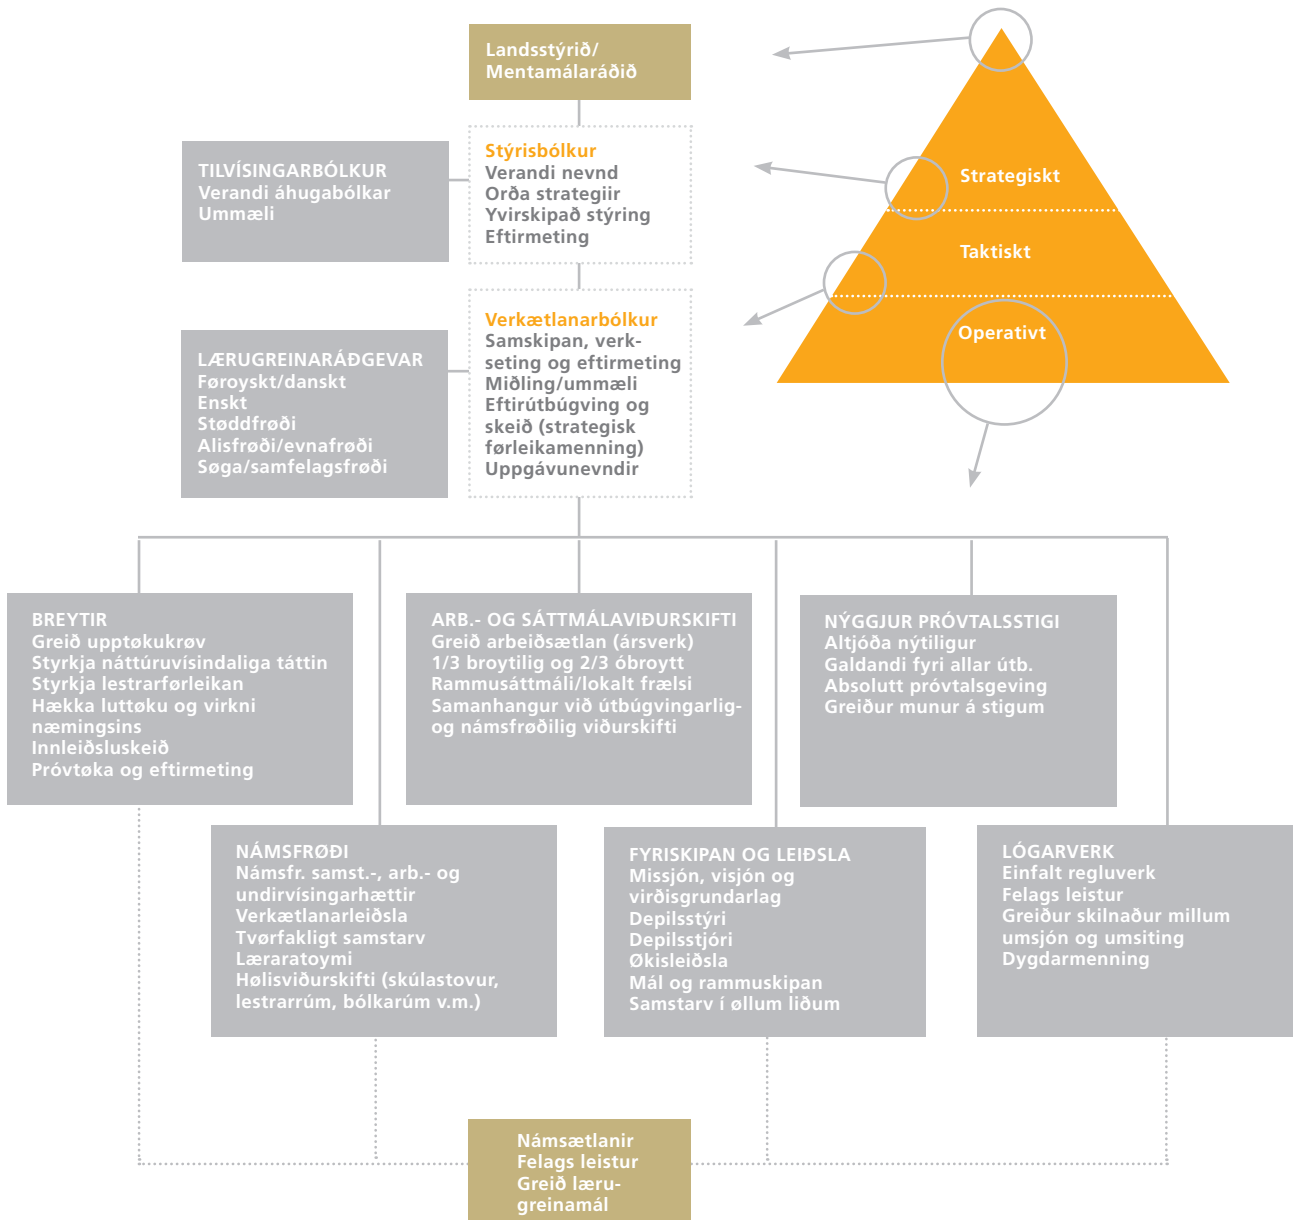 Landsstýrið/
Mentamálaráðið
TILVÍSINGARBÓLKUR
Verandi áhugabólkar
Ummæli
Stýrisbólkur
Verandi nevnd
Orða strategiir
Yvirskipað stýring
Eftirmeting
Strategiskt
Taktiskt
Operativt
LÆRUGREINARÁÐGEVAR
Føroyskt/danskt
Enskt
Støddfrøði
Alisfrøði/evnafrøði
Søga/samfelagsfrøði
Verkætlanarbólkur
Samskipan, verk-
seting og eftirmeting
Miðling/ummæli
Eftirútbúgving og
skeið (strategisk
førleikamenning)
Uppgávunevndir
BREYTIR
Greið upptøkukrøv
Styrkja náttúruvísindaliga táttin
Styrkja lestrarførleikan
Hækka luttøku og virkni
næmingsins
Innleiðsluskeið
Próvtøka og eftirmeting
ARB.- OG SÁTTMÁLAVIÐURSKIFTI
Greið arbeiðsætlan (ársverk)
1/3 broytilig og 2/3 óbroytt
Rammusáttmáli/lokalt frælsi
Samanhangur við útbúgvingarlig-
og námsfrøðilig viðurskifti
NÝGGJUR PRÓVTALSSTIGI
Altjóða nýtiligur
Galdandi fyri allar útb.
Absolutt próvtalsgeving
Greiður munur á stigum
NÁMSFRØÐI
Námsfr. samst.-, arb.- og
undirvísingarhættir
Verkætlanarleiðsla
Tvørfakligt samstarv
Læraratoymi
Hølisviðurskifti (skúlastovur,
lestrarrúm, bólkarúm v.m.)
FYRISKIPAN OG LEIÐSLA
Missjón, visjón og
virðisgrundarlag
Depilsstýri
Depilsstjóri
Økisleiðsla
Mál og rammuskipan
Samstarv í øllum liðum
LÓGARVERK
Einfalt regluverk
Felags leistur
Greiður skilnaður millum
umsjón og umsiting
Dygdarmenning
Námsætlanir
Felags leistur
Greið læru-
greinamál